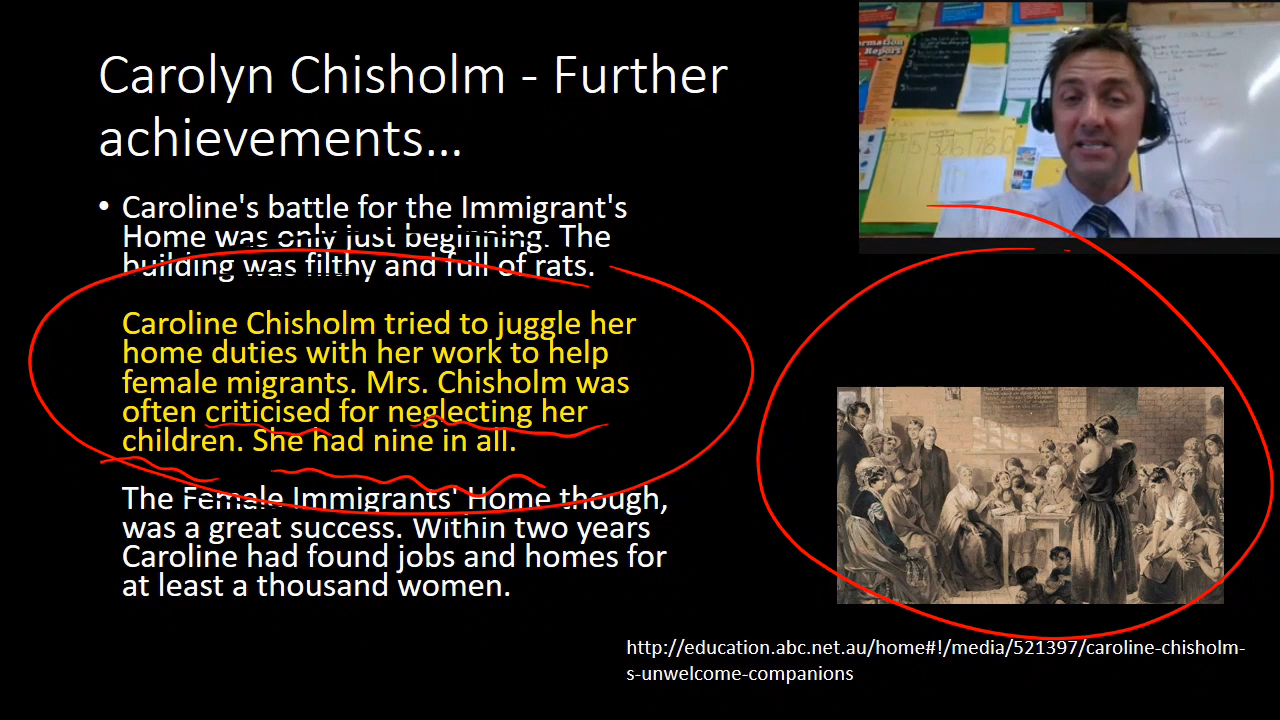 Carolyn Chisholm - Further
achievements...
• Caroline's battle for the Immigrant's
Home was only just beginning. The
building was filthy and full of rats.
Caroline Chisholm tried to juggle her
home duties with her work to help
female migrants. Mrs. Chisholm was
often criticised for neglecting her
children. She had nine in all.
The Female Immigrants' Home though,
was a great success. Within two years
Caroline had found jobs and homes for
at least a thousand women.
http://education.abc.net.au/home#!/media/521397/caroline-chisholm-
s-unwelcome-companions